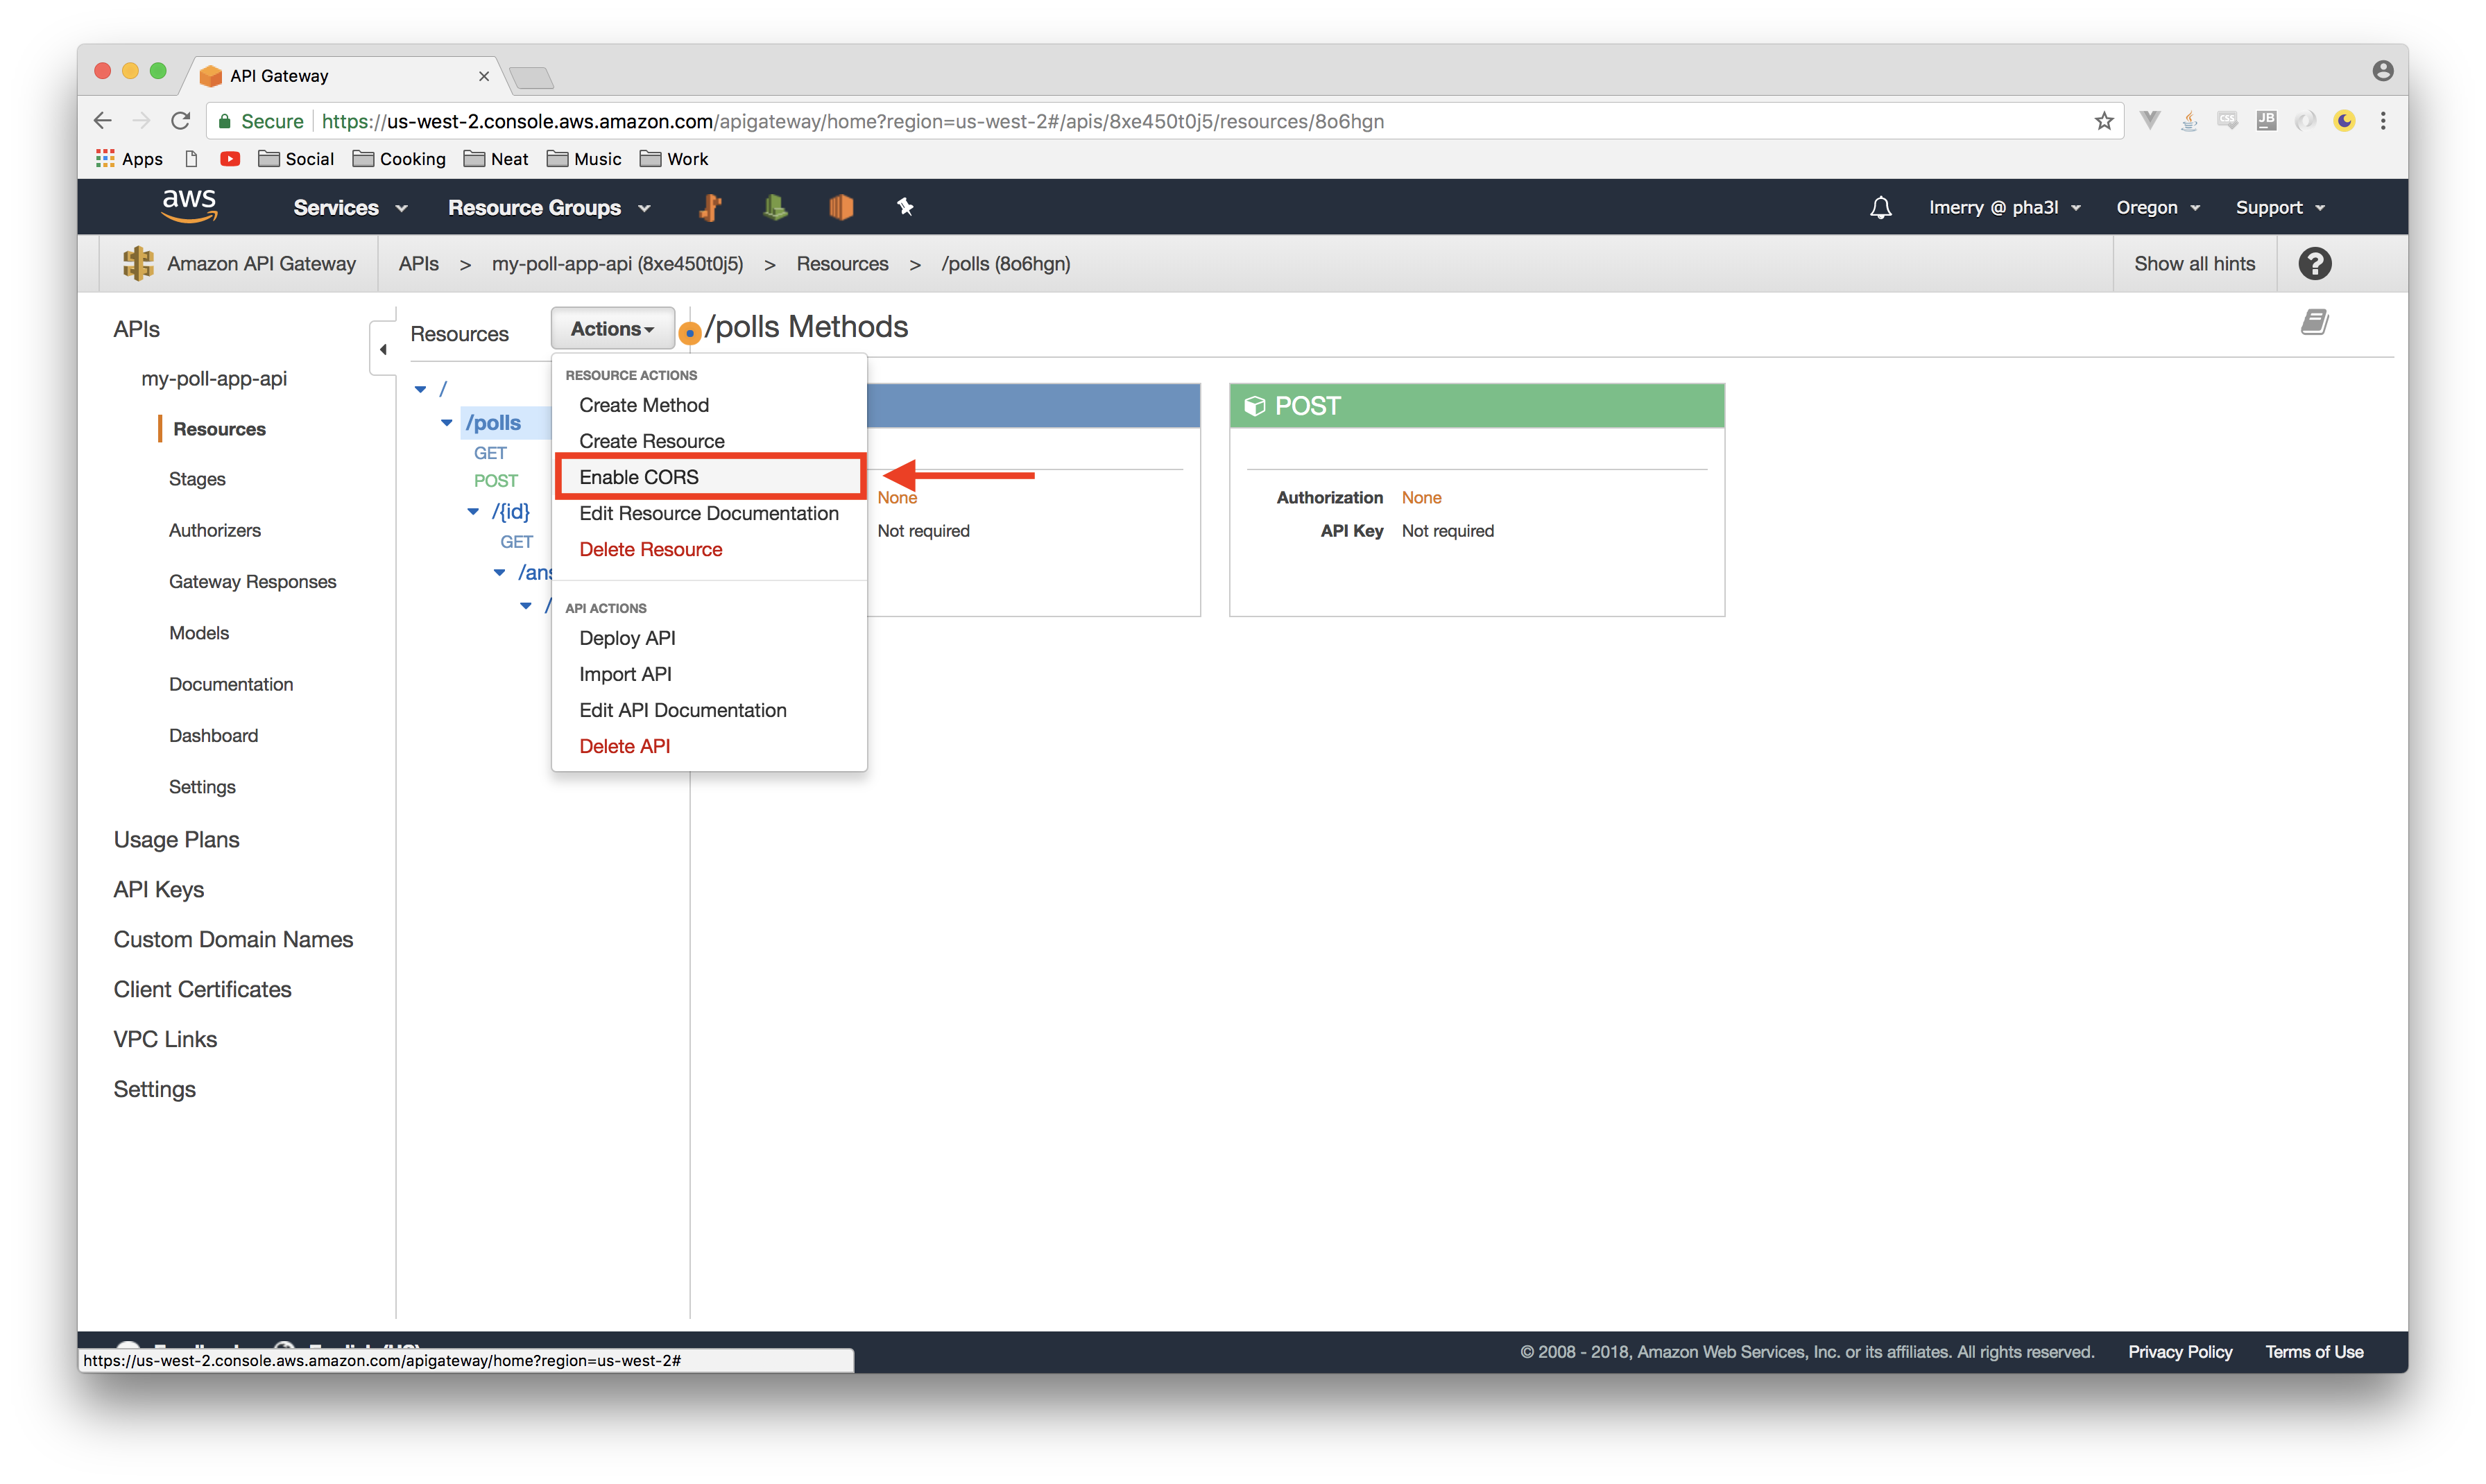 API Gateway
Secure https://us-west-2.console.aws.amazon.com/apigateway/home?region=us-west-2#/apis/8xe450t0j5/resources/8o6hgn
CSS
JB
Apps Social Cooking Neat Music Work
aws Services Resource Groups lmerry @ pha3l Oregon Support
Amazon API Gateway APIs > my-poll-app-api (8xe450t0j5) > Resources > /polls (8o6hgn) Show all hints ?
APIs
my-poll-app-api
Resources
Stages
Authorizers
Gateway Responses
Models
Documentation
Dashboard
Settings
Usage Plans
API Keys
Custom Domain Names
Client Certificates
VPC Links
Settings
Resources Actions
/
/polls
GET
POST
/{id}
GET
/ans
/
RESOURCE ACTIONS
Create Method
Create Resource
Enable CORS
Edit Resource Documentation
Delete Resource
API ACTIONS
Deploy API
Import API
Edit API Documentation
Delete API
/polls Methods
None
Not required
POST
Authorization None
API Key Not required
https://us-west-2.console.aws.amazon.com/apigateway/home?region=us-west-2#
© 2008 - 2018, Amazon Web Services, Inc. or its affiliates. All rights reserved. Privacy Policy Terms of Use